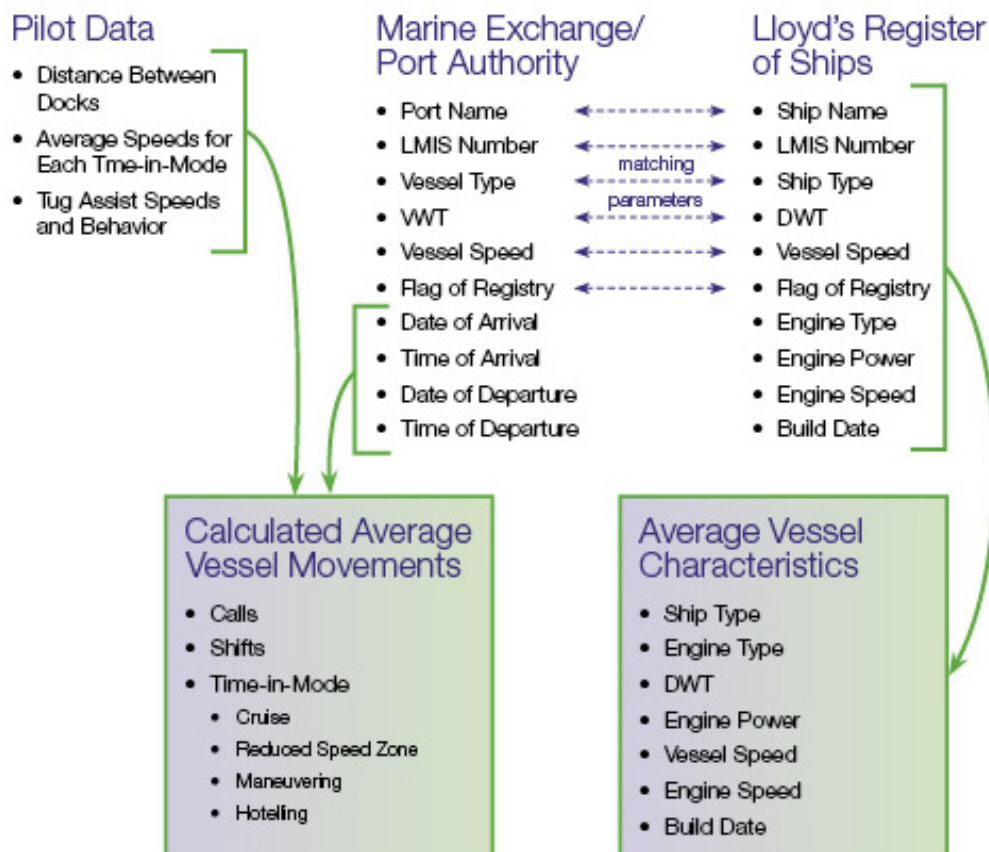 Pilot Data
• Distance Between
Docks
• Average Speeds for
Each Tme-in-Mode
• Tug Assist Speeds
and Behavior
Marine Exchange/
Port Authority
• Port Name
• LMIS Number
• Vessel Type
• VWT
• Vessel Speed
• Flag of Registry
• Date of Arrival
• Time of Arrival
• Date of Departure
• Time of Departure
matching
parameters
Lloyd's Register
of Ships
• Ship Name
• LMIS Number
• Ship Type
• DWT
• Vessel Speed
• Flag of Registry
• Engine Type
• Engine Power
• Engine Speed
• Build Date
Calculated Average
Vessel Movements
• Calls
• Shifts
• Time-in-Mode
• Cruise
• Reduced Speed Zone
• Maneuvering
• Hotelling
Average Vessel
Characteristics
• Ship Type
• Engine Type
• DWT
• Engine Power
• Vessel Speed
• Engine Speed
• Build Date